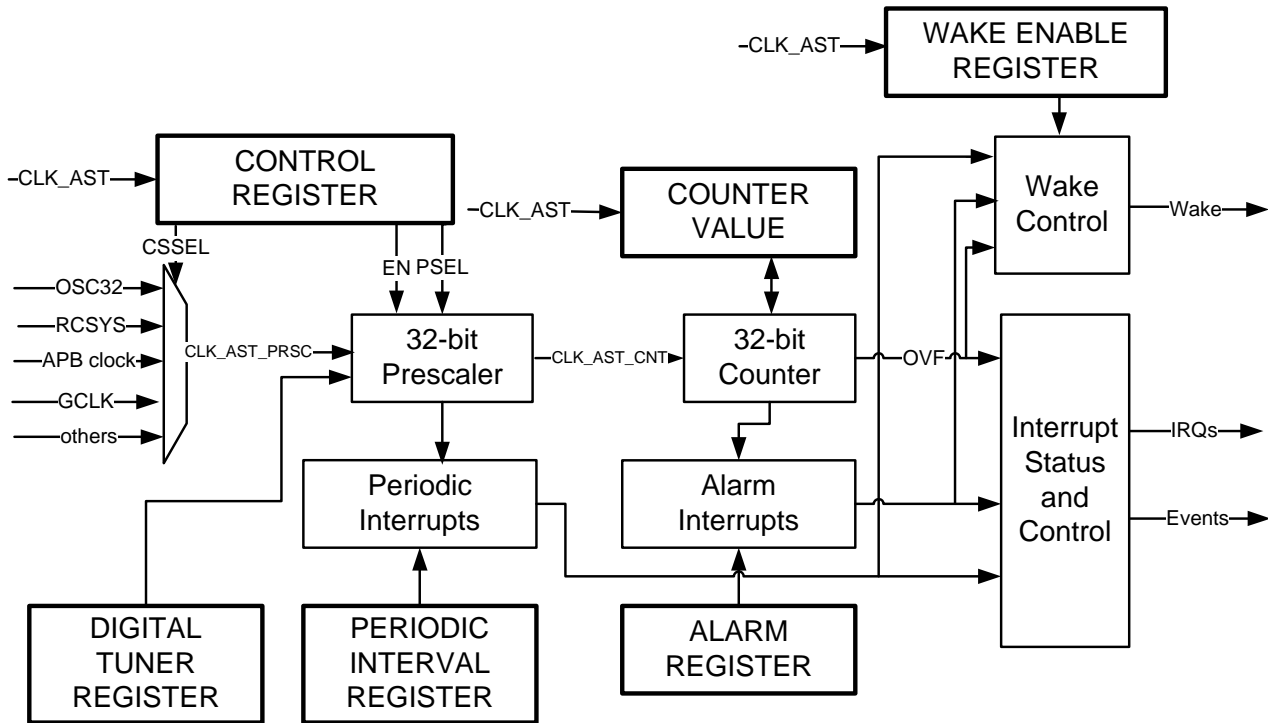 CLK_AST
WAKE ENABLE
REGISTER
CLK_AST
CONTROL
REGISTER
CLK_AST
COUNTER
VALUE
Wake
Control
Wake
CSSEL
EN
PSEL
OSC32
RCSYS
APB clock
GCLK
others
CLK_AST_PRSC
32-bit
Prescaler
CLK_AST_CNT
32-bit
Counter
OVF
Periodic
Interrupts
Alarm
Interrupts
Interrupt
Status
and
Control
IRQs
Events
DIGITAL
TUNER
REGISTER
PERIODIC
INTERVAL
REGISTER
ALARM
REGISTER